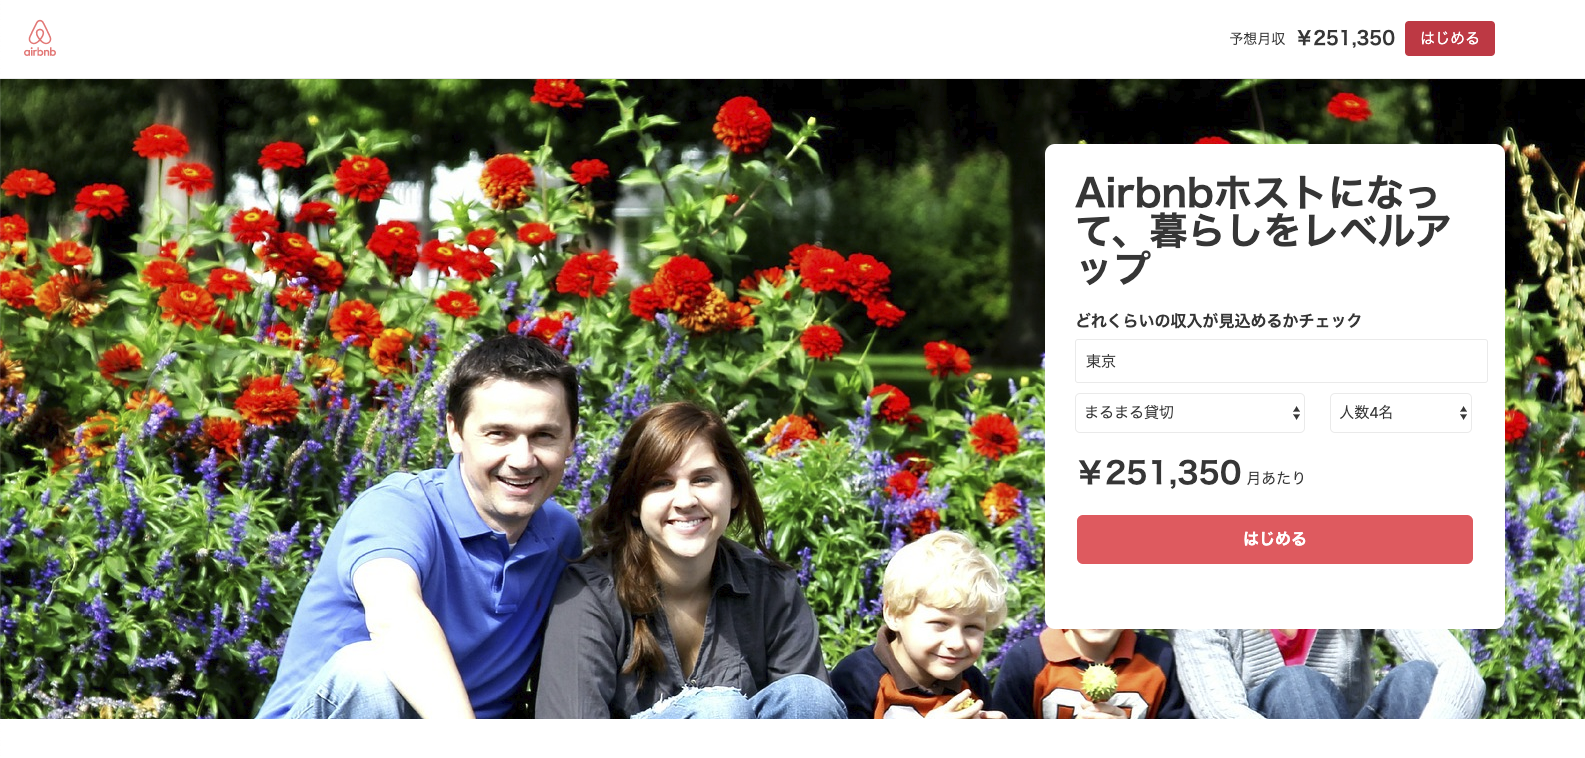 airbnb
予想月収 ¥251,350 はじめる
Airbnbホストになっ
て、暮らしをレベルア
ップ
どれくらいの収入が見込めるかチェック
東京
まるまる貸切 人数4名
¥251,350 月あたり
はじめる